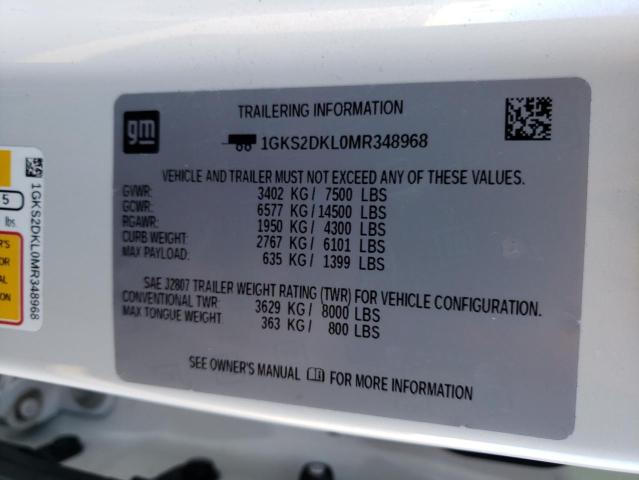 gm
TRAILERING INFORMATION
1GKS2DKL0MR348968
VEHICLE AND TRAILER MUST NOT EXCEED ANY OF THESE VALUES.
GVWR: 3402 KG/ 7500 LBS
GCWR: 6577 KG/14500 LBS
RGAWR: 1950 KG/ 4300 LBS
CURB WEIGHT: 2767 KG/ 6101 LBS
MAX PAYLOAD: 635 KG/ 1399 LBS
SAE J2807 TRAILER WEIGHT RATING (TWR) FOR VEHICLE CONFIGURATION.
CONVENTIONAL TWR: 3629 KG/ 8000 LBS
MAX TONGUE WEIGHT 363 KG/ 800 LBS
SEE OWNER'S MANUAL FOR MORE INFORMATION
5
lbs.
1GKS2DKL0MR348968